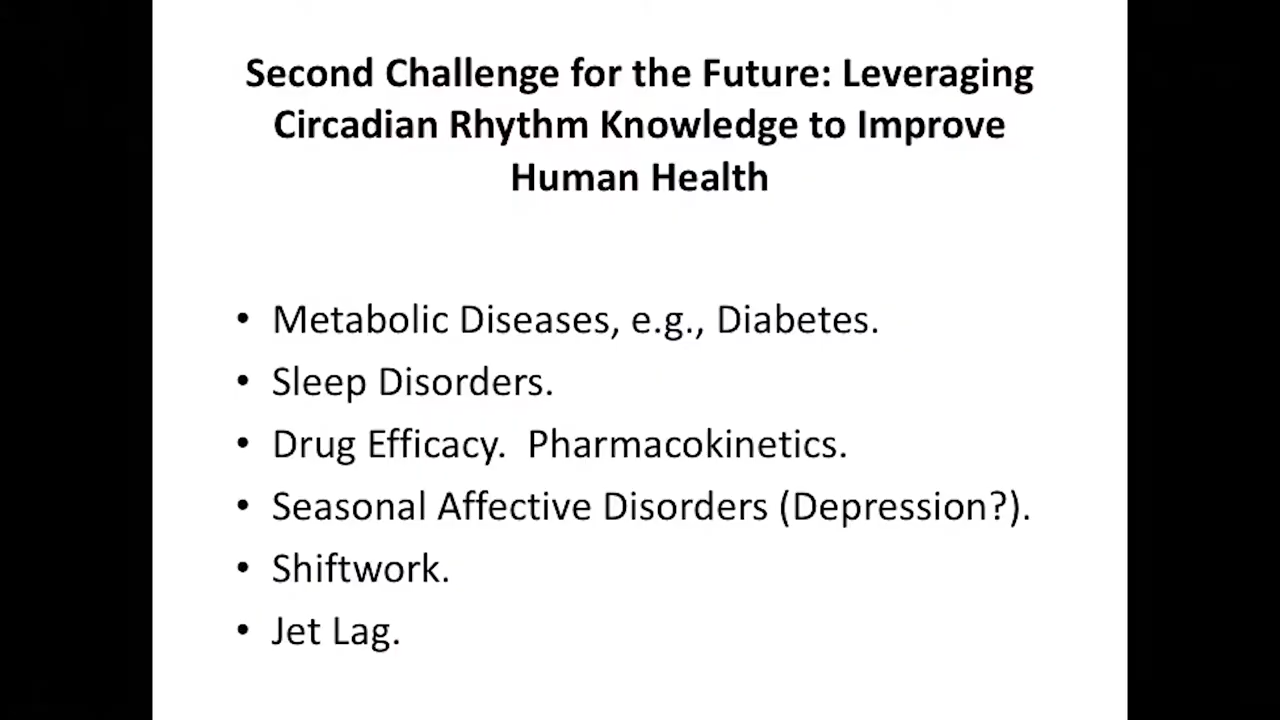 Second Challenge for the Future: Leveraging
Circadian Rhythm Knowledge to Improve
Human Health
• Metabolic Diseases, e.g., Diabetes.
• Sleep Disorders.
• Drug Efficacy.  Pharmacokinetics.
• Seasonal Affective Disorders (Depression?).
• Shiftwork.
• Jet Lag.